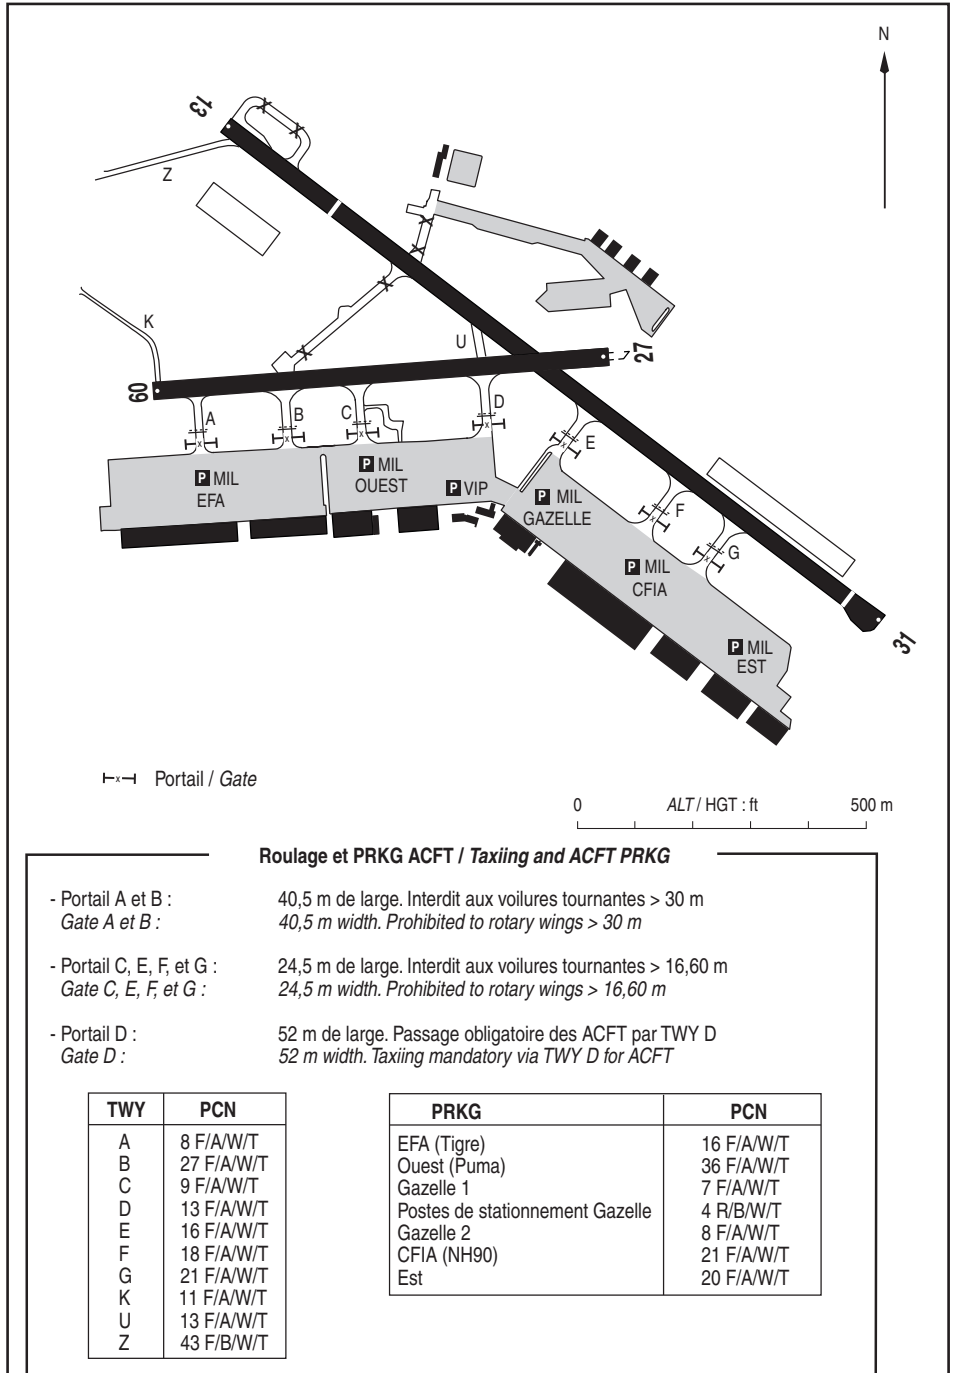 N
13
Z
K
U
27
09
A
B
C
D
E
F
G
P MIL
EFA
P MIL
OUEST
P VIP
P MIL
GAZELLE
P MIL
CFIA
P MIL
EST
31
x Portail / Gate
0 ALT / HGT : ft 500 m
Roulage et PRKG ACFT / Taxiing and ACFT PRKG
- Portail A et B : 40,5 m de large. Interdit aux voilures tournantes > 30 m
Gate A et B : 40,5 m width. Prohibited to rotary wings > 30 m
- Portail C, E, F, et G : 24,5 m de large. Interdit aux voilures tournantes > 16,60 m
Gate C, E, F, et G : 24,5 m width. Prohibited to rotary wings > 16,60 m
- Portail D : 52 m de large. Passage obligatoire des ACFT par TWY D
Gate D : 52 m width. Taxiing mandatory via TWY D for ACFT
TWY PCN
A 8 F/A/W/T
B 27 F/A/W/T
C 9 F/A/W/T
D 13 F/A/W/T
E 16 F/A/W/T
F 18 F/A/W/T
G 21 F/A/W/T
K 11 F/A/W/T
U 13 F/A/W/T
Z 43 F/B/W/T
PRKG PCN
EFA (Tigre) 16 F/A/W/T
Ouest (Puma) 36 F/A/W/T
Gazelle 1 7 F/A/W/T
Postes de stationnement Gazelle 4 R/B/W/T
Gazelle 2 8 F/A/W/T
CFIA (NH90) 21 F/A/W/T
Est 20 F/A/W/T